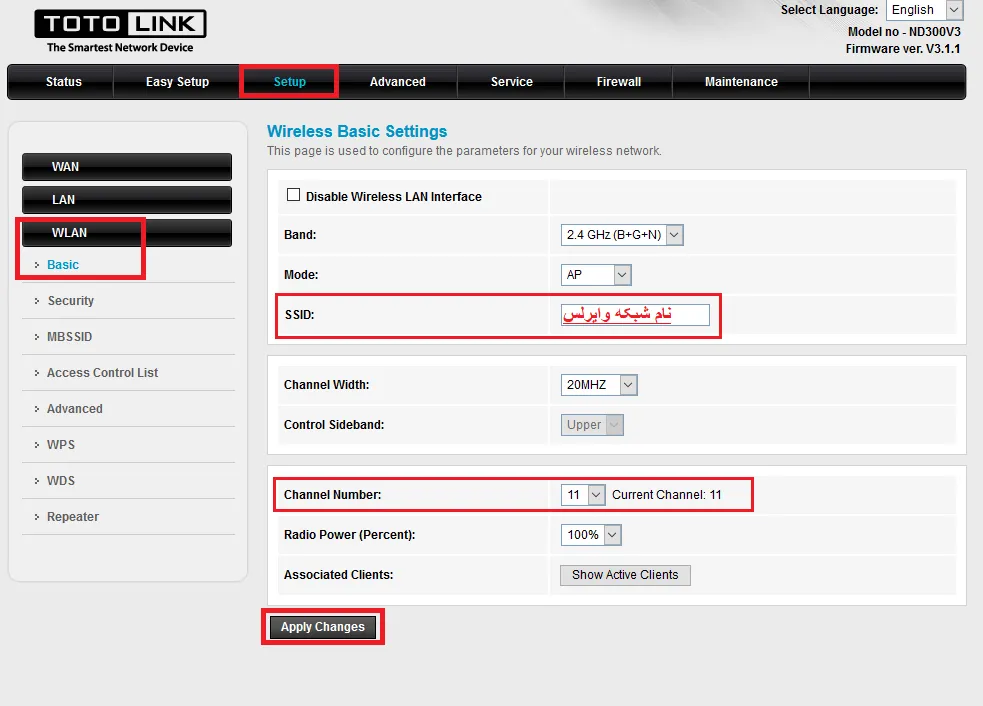 TOTO LINK
The Smartest Network Device
Select Language: English
Model no - ND300V3
Firmware ver. V3.1.1
Status Easy Setup Setup Advanced Service Firewall Maintenance
WAN
LAN
WLAN
Basic
Security
MBSSID
Access Control List
Advanced
WPS
WDS
Repeater
Wireless Basic Settings
This page is used to configure the parameters for your wireless network.
Disable Wireless LAN Interface
Band: 2.4 GHz (B+G+N)
Mode: AP
SSID: نام شبکه وایرلس
Channel Width: 20MHZ
Control Sideband: Upper
Channel Number: 11 Current Channel: 11
Radio Power (Percent): 100%
Associated Clients: Show Active Clients
Apply Changes